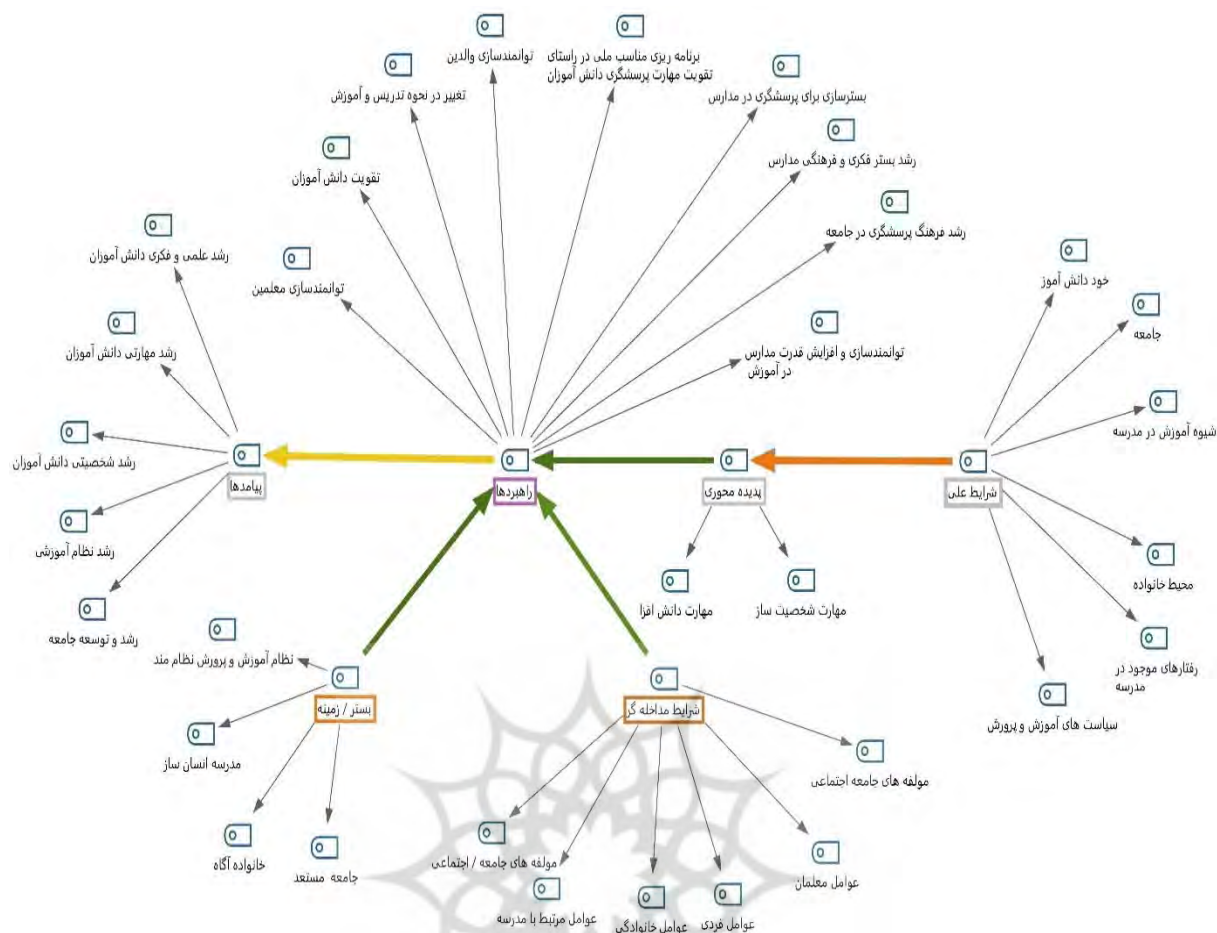 برنامه ریزی مناسب ملی در راستای
تقویت مهارت پرسشگری دانش آموزان
توانمندسازی والدین
تغییر در نحوه تدریس و آموزش
بسترسازی برای پرسشگری در مدارس
رشد بستر فکری و فرهنگی مدارس
تقویت دانش آموزان
رشد فرهنگ پرسشگری در جامعه
رشد علمی و فکری دانش آموزان
توانمندسازی معلمین
خود دانش آموز
جامعه
توانمندسازی و افزایش قدرت مدارس
در آموزش
رشد مهارتی دانش آموزان
شیوه آموزش در مدرسه
رشد شخصیتی دانش آموزان
شرایط علی
پدیده محوری
راهبردها
پیامدها
رشد نظام آموزشی
محیط خانواده
مهارت شخصیت ساز
مهارت دانش افزا
رشد و توسعه جامعه
رفتارهای موجود در
مدرسه
سیاست های آموزش و پرورش
نظام آموزش و پرورش نظام مند
شرایط مداخله گر
بستر / زمینه
مدرسه انسان ساز
مولفه های جامعه اجتماعی
خانواده آگاه
جامعه مستعد
مولفه های جامعه / اجتماعی
عوامل معلمان
عوامل فردی
عوامل خانوادگی
عوامل مرتبط با مدرسه